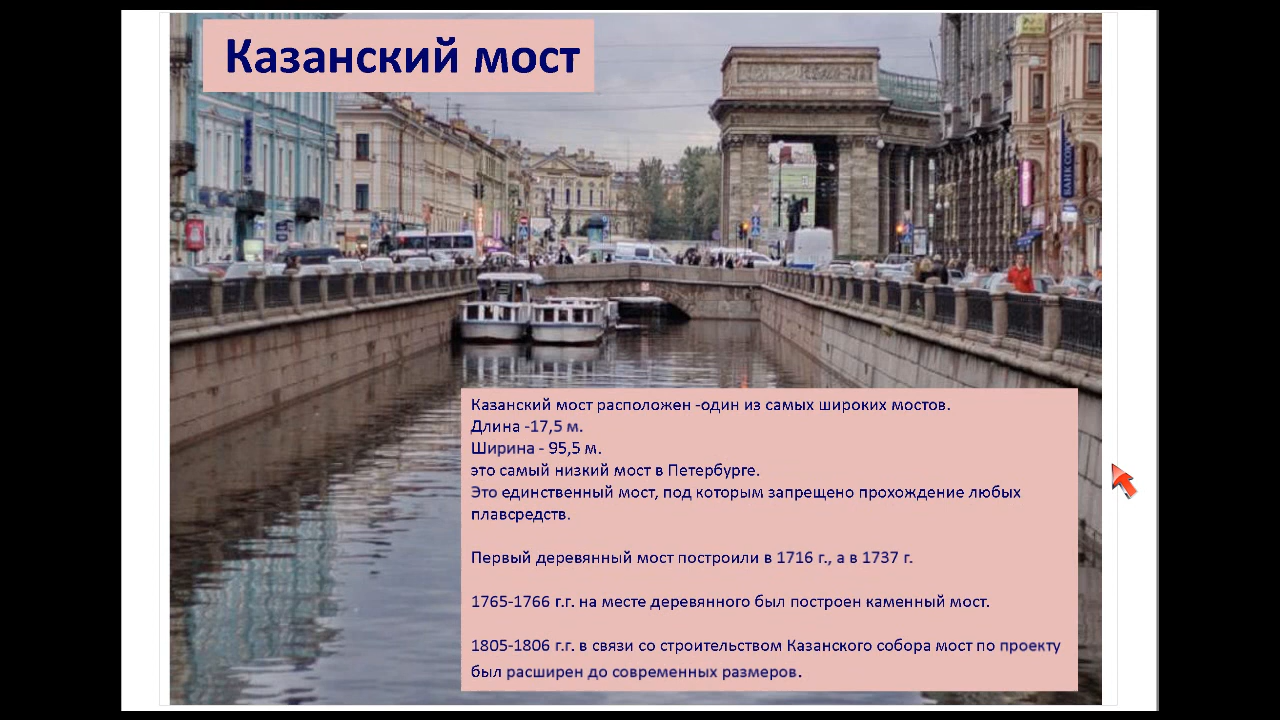 Казанский мост
БАНК СОЮЗ
Казанский мост расположен -один из самых широких мостов.
Длина -17,5 м.
Ширина - 95,5 м.
это самый низкий мост в Петербурге.
Это единственный мост, под которым запрещено прохождение любых
плавсредств.
Первый деревянный мост построили в 1716 г., а в 1737 г.
1765-1766 г.г. на месте деревянного был построен каменный мост.
1805-1806 г.г. в связи со строительством Казанского собора мост по проекту
был расширен до современных размеров.